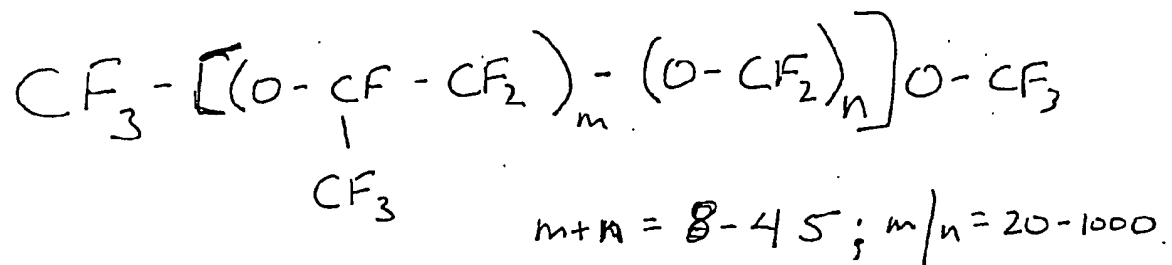 CF₃-[(O-CF-CF₂)ₘ-(O-CF₂)ₙ]O-CF₃
CF₃
m+n = 8-45; m/n = 20-1000.